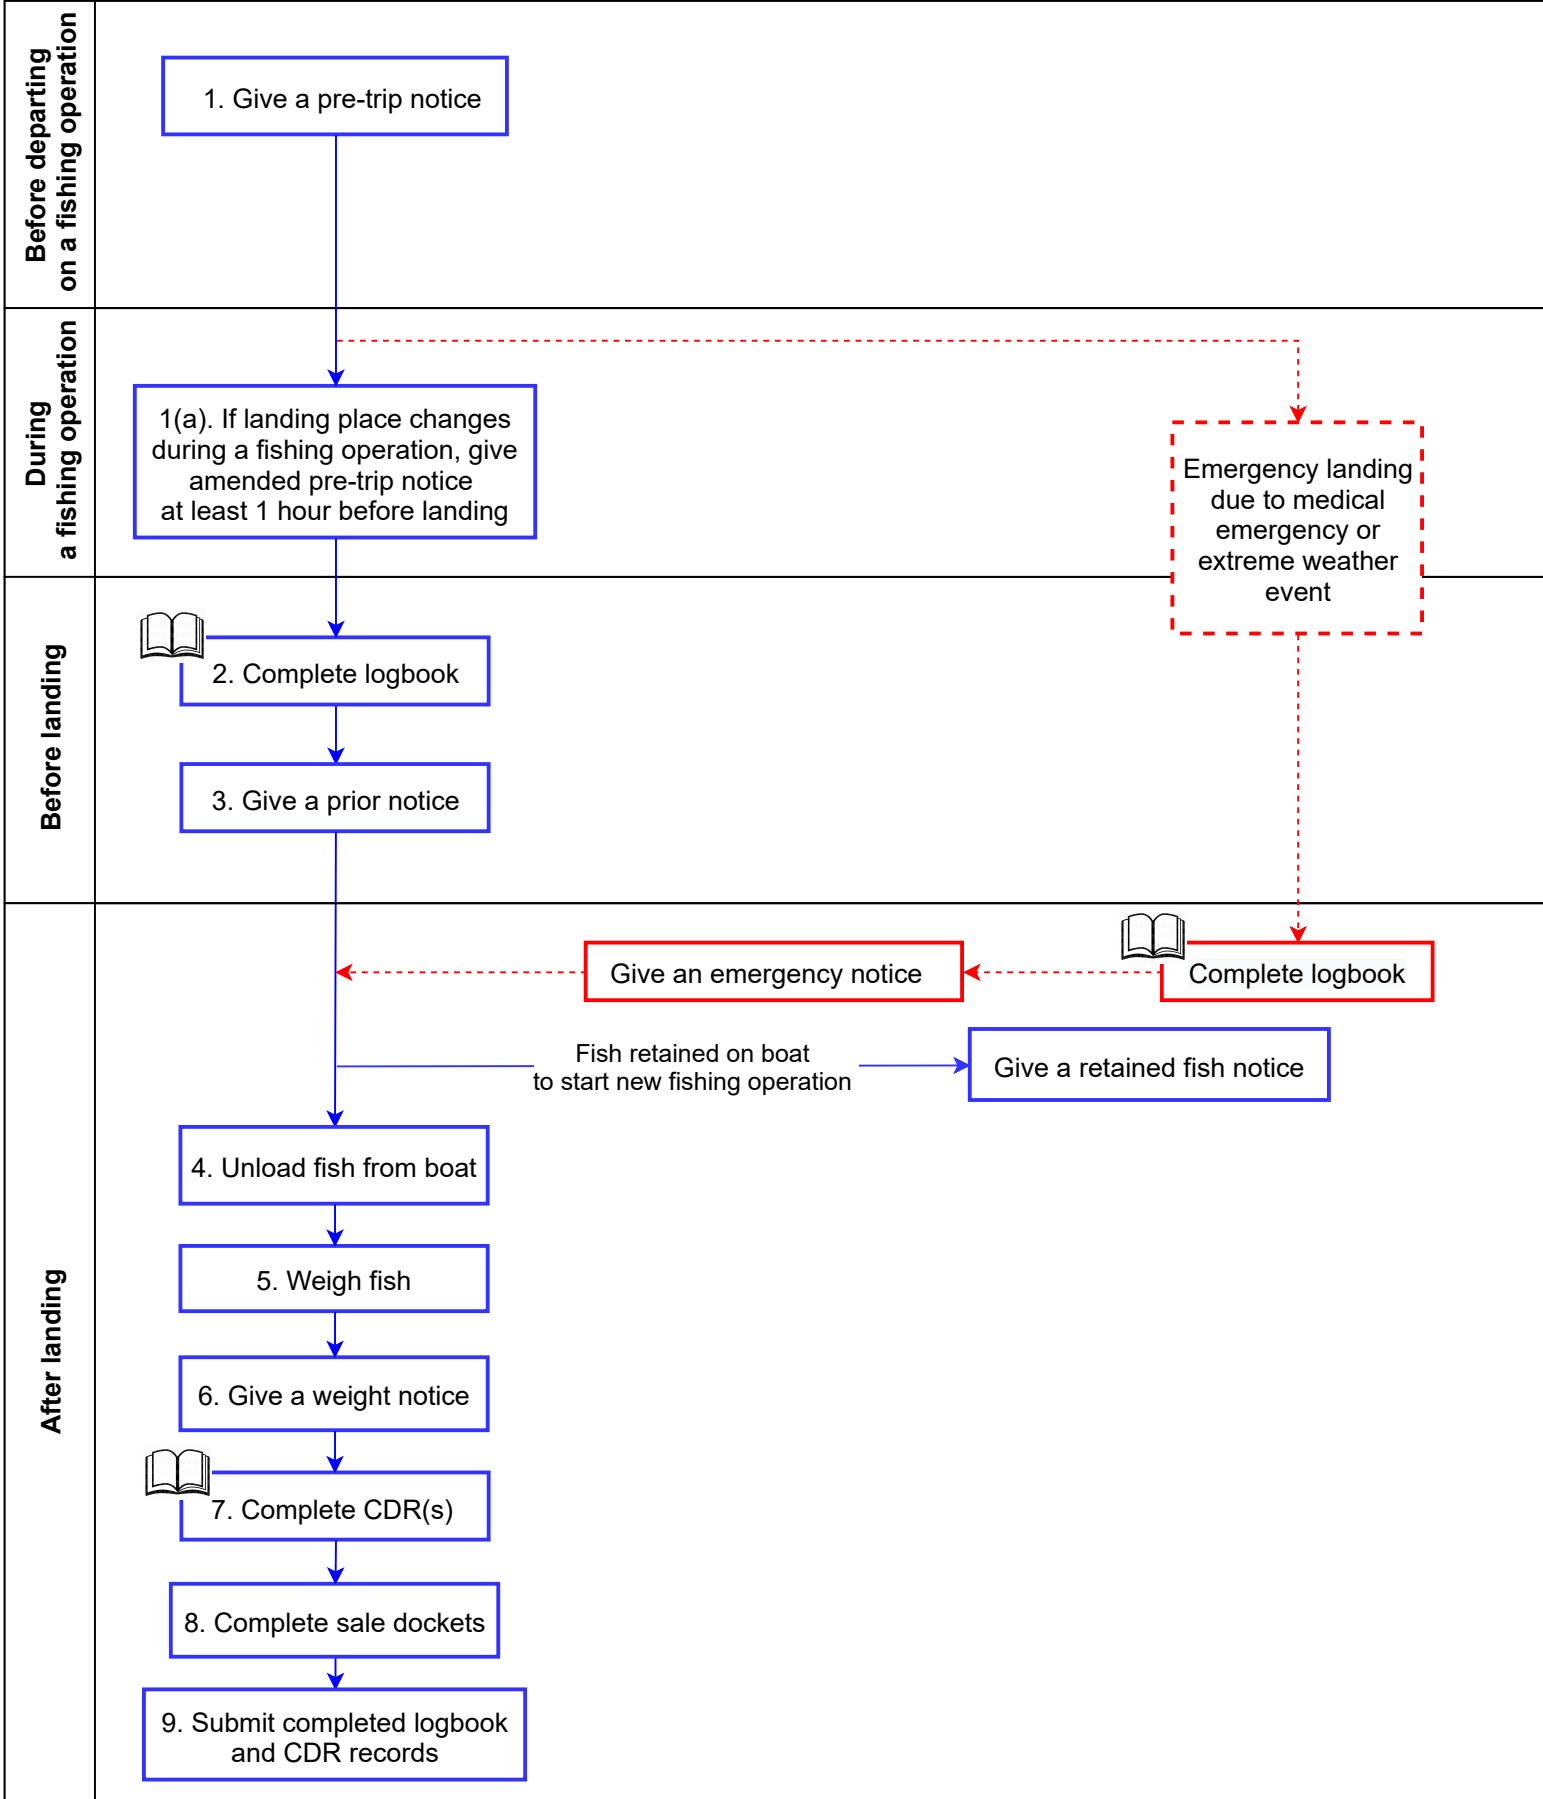 Before departing
on a fishing operation
1. Give a pre-trip notice
During
a fishing operation
1(a). If landing place changes
during a fishing operation, give
amended pre-trip notice
at least 1 hour before landing
Emergency landing
due to medical
emergency or
extreme weather
event
Before landing
2. Complete logbook
3. Give a prior notice
After landing
Give an emergency notice
Complete logbook
Fish retained on boat
to start new fishing operation
Give a retained fish notice
4. Unload fish from boat
5. Weigh fish
6. Give a weight notice
7. Complete CDR(s)
8. Complete sale dockets
9. Submit completed logbook
and CDR records